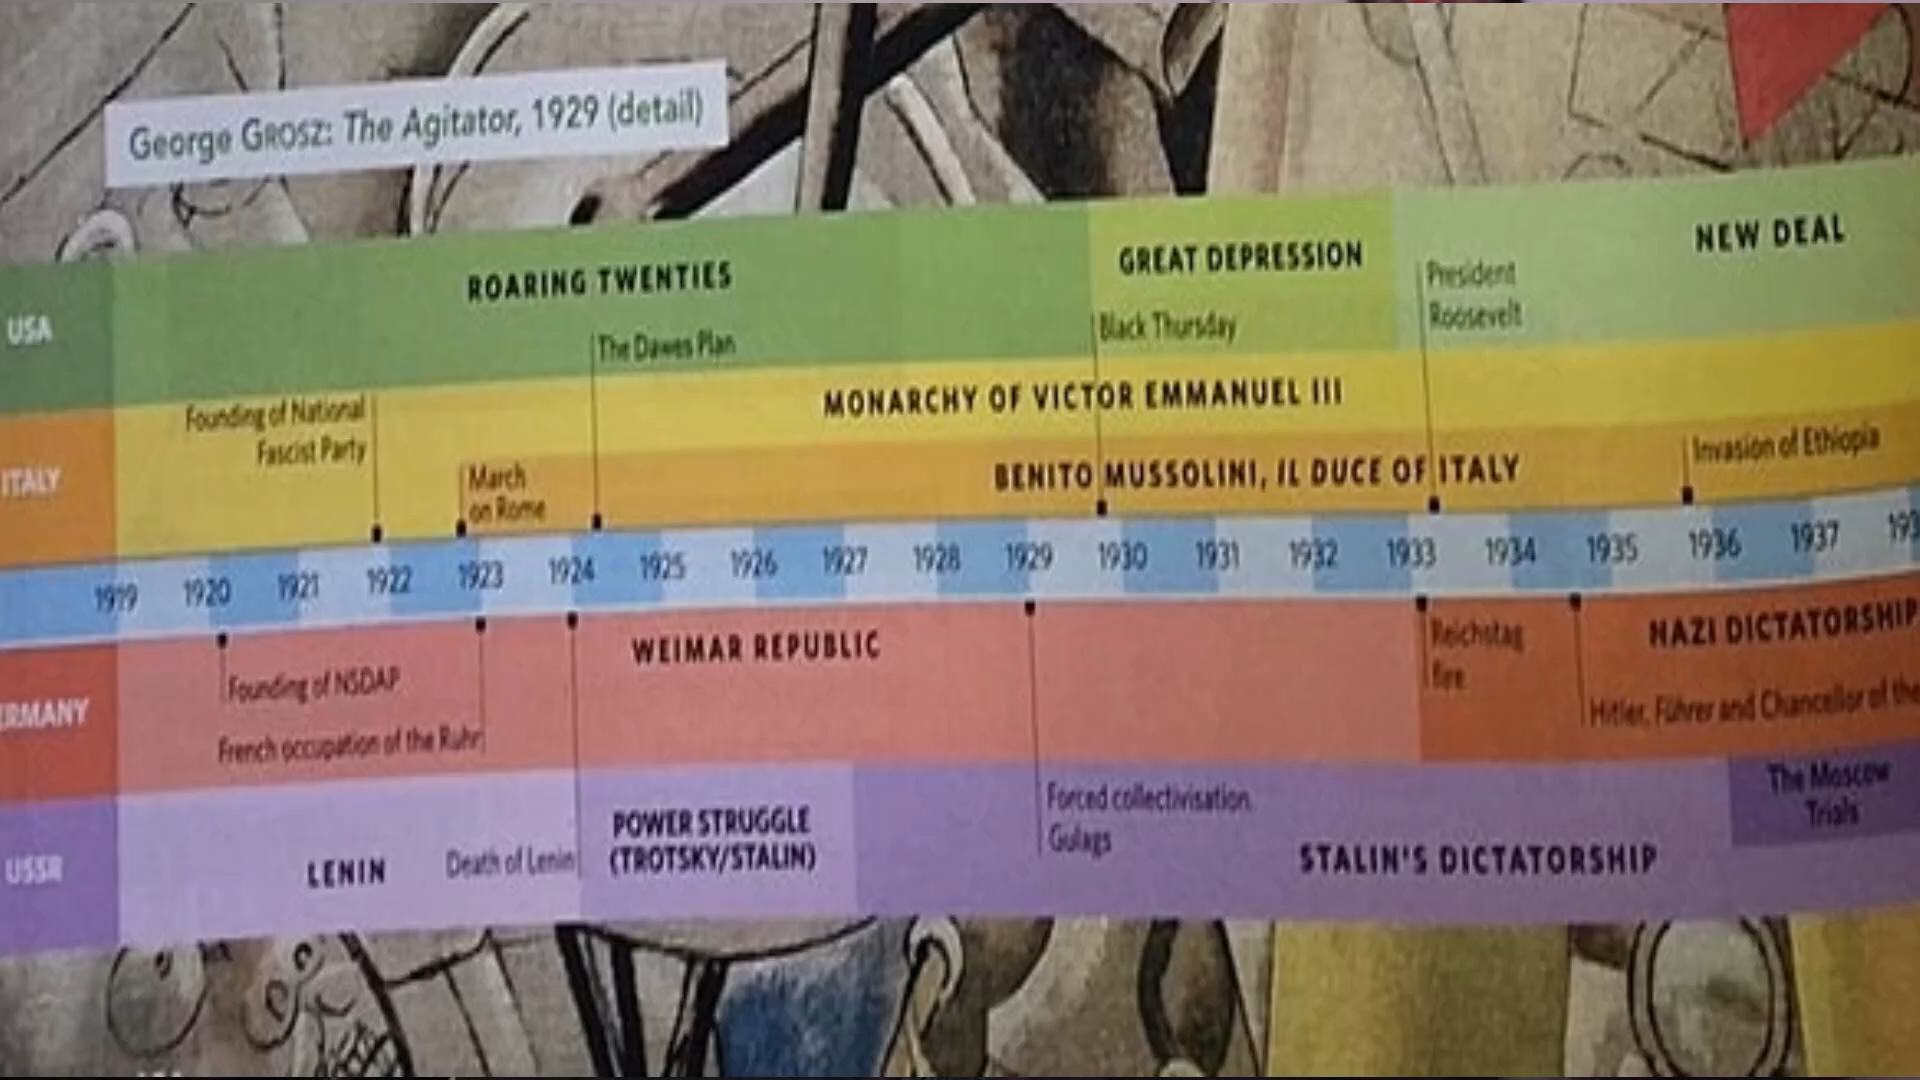 George GROSZ: The Agitator, 1929 (detail)
USA
ROARING TWENTIES
The Dawes Plan
GREAT DEPRESSION
Black Thursday
President
Roosevelt
NEW DEAL
ITALY
Founding of National
Fascist Party
March
on Rome
MONARCHY OF VICTOR EMMANUEL III
BENITO MUSSOLINI, IL DUCE OF ITALY
Invasion of Ethiopia
1919 1920 1921 1922 1923 1924 1925 1926 1927 1928 1929 1930 1931 1932 1933 1934 1935 1936 1937 193
ERMANY
Founding of NSDAP
French occupation of the Ruhr
WEIMAR REPUBLIC
Reichstag
fire
NAZI DICTATORSHIP
Hitler, Führer and Chancellor of the
USSR
LENIN
Death of Lenin
POWER STRUGGLE
(TROTSKY/STALIN)
Forced collectivisation
Gulags
STALIN'S DICTATORSHIP
The Moscow
Trials